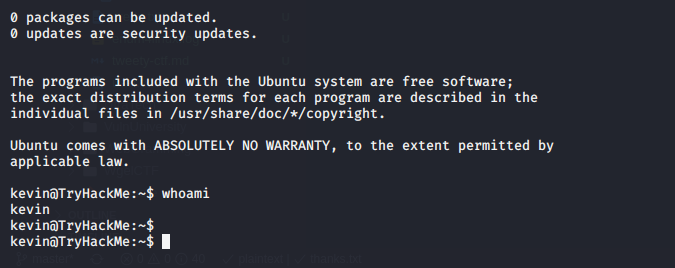 0 packages can be updated.
0 updates are security updates.
The programs included with the Ubuntu system are free software;
the exact distribution terms for each program are described in the
individual files in /usr/share/doc/*/copyright.
Ubuntu comes with ABSOLUTELY NO WARRANTY, to the extent permitted by
applicable law.
kevin@TryHackMe:~$ whoami
kevin
kevin@TryHackMe:~$
kevin@TryHackMe:~$